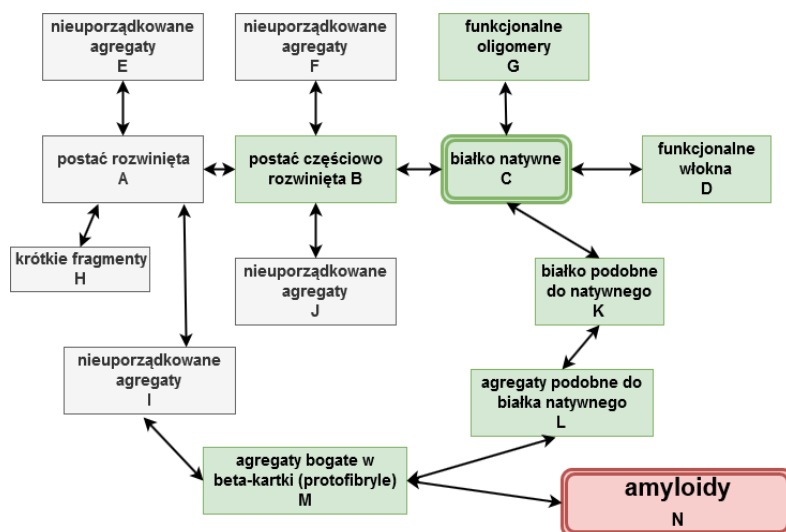 nieuporządkowane
agregaty
E
nieuporządkowane
agregaty
F
funkcjonalne
oligomery
G
postać rozwinięta
A
postać częściowo
rozwinięta B
białko natywne
C
funkcjonalne
włokna
D
krótkie fragmenty
H
nieuporządkowane
agregaty
J
białko podobne
do natywnego
K
nieuporządkowane
agregaty
I
agregaty podobne do
białka natywnego
L
agregaty bogate w
beta-kartki (protofibryle)
M
amyloidy
N